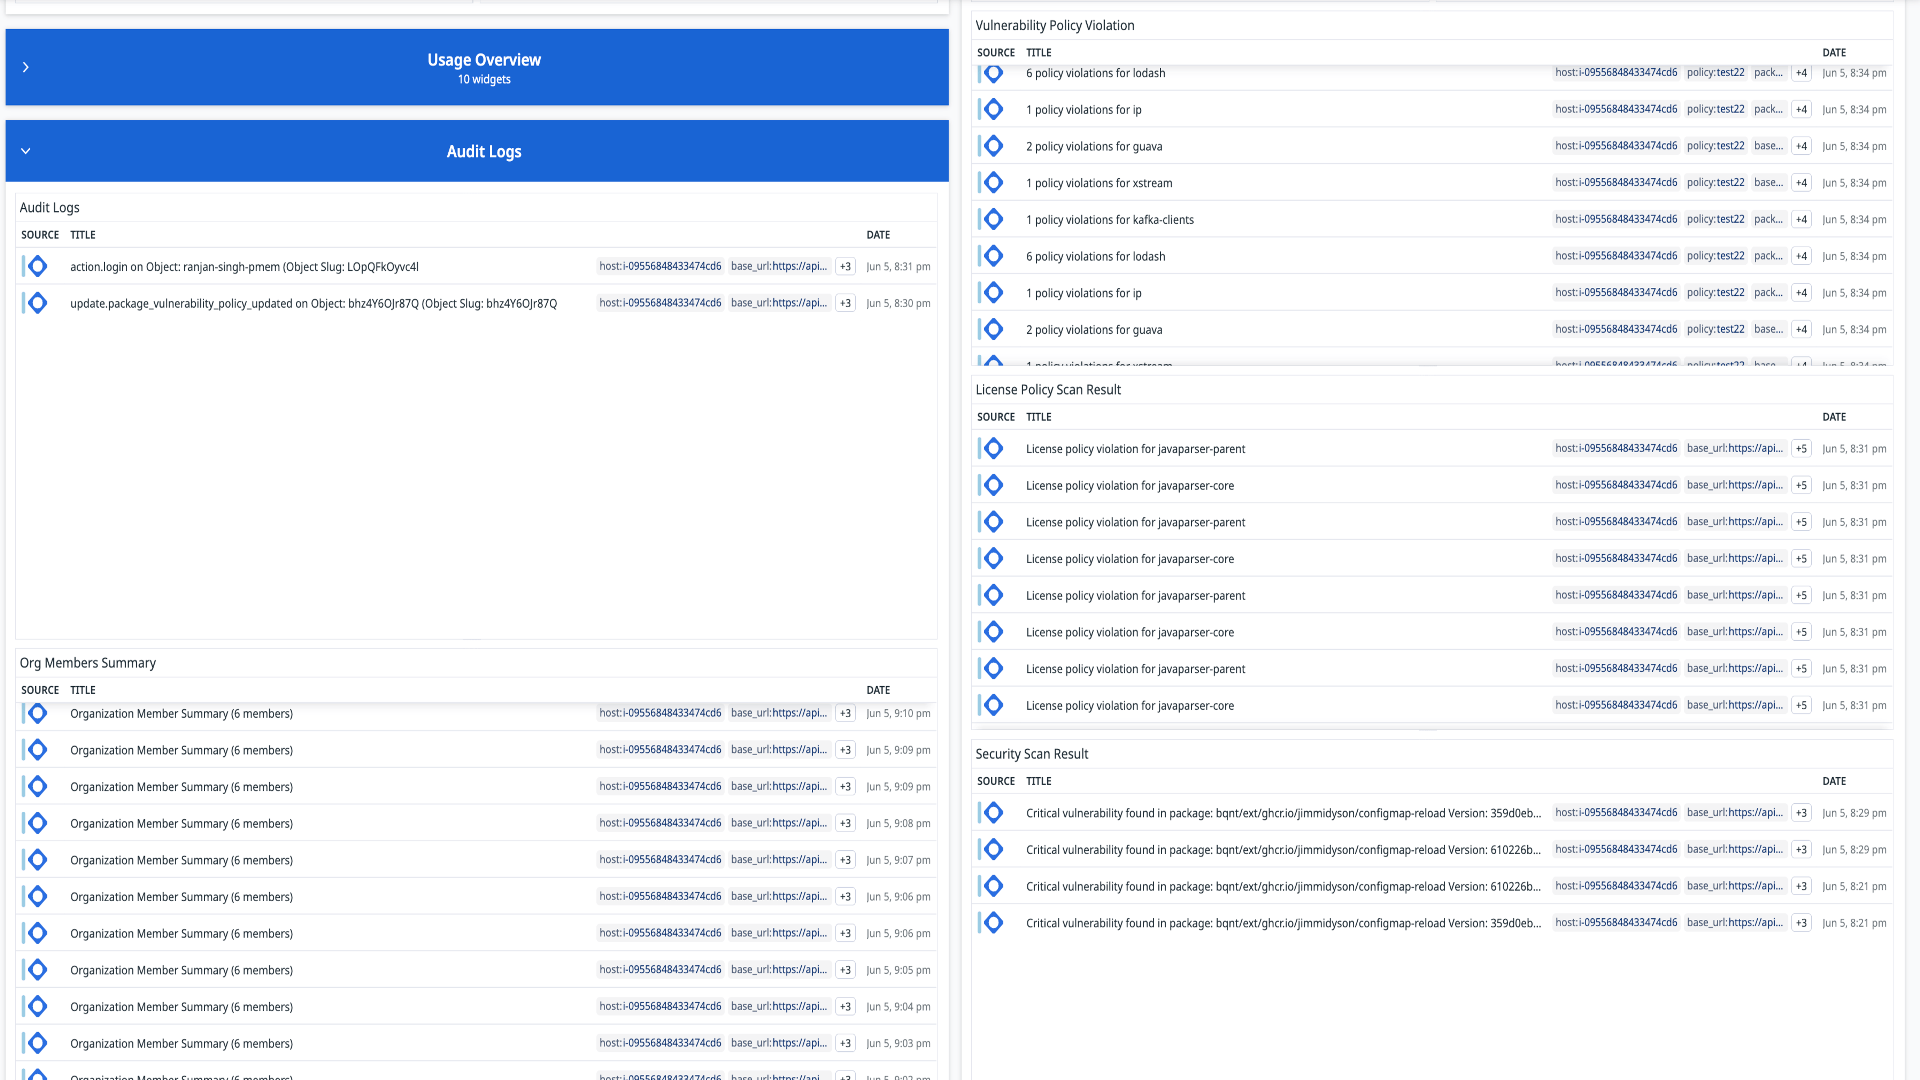 Usage Overview
10 widgets
Audit Logs
Audit Logs
SOURCE TITLE DATE
action.login on Object: ranjan-singh-pmem (Object Slug: LOpQFkOyvc4l host:i-09556848433474cd6 base_url:https://api... +3 Jun 5, 8:31 pm
update.package_vulnerability_policy_updated on Object: bhz4Y6OJr87Q (Object Slug: bhz4Y6OJr87Q host:i-09556848433474cd6 base_url:https://api... +3 Jun 5, 8:30 pm
Org Members Summary
SOURCE TITLE DATE
Organization Member Summary (6 members) host:i-09556848433474cd6 base_url:https://api... +3 Jun 5, 9:10 pm
Organization Member Summary (6 members) host:i-09556848433474cd6 base_url:https://api... +3 Jun 5, 9:09 pm
Organization Member Summary (6 members) host:i-09556848433474cd6 base_url:https://api... +3 Jun 5, 9:09 pm
Organization Member Summary (6 members) host:i-09556848433474cd6 base_url:https://api... +3 Jun 5, 9:08 pm
Organization Member Summary (6 members) host:i-09556848433474cd6 base_url:https://api... +3 Jun 5, 9:07 pm
Organization Member Summary (6 members) host:i-09556848433474cd6 base_url:https://api... +3 Jun 5, 9:06 pm
Organization Member Summary (6 members) host:i-09556848433474cd6 base_url:https://api... +3 Jun 5, 9:06 pm
Organization Member Summary (6 members) host:i-09556848433474cd6 base_url:https://api... +3 Jun 5, 9:05 pm
Organization Member Summary (6 members) host:i-09556848433474cd6 base_url:https://api... +3 Jun 5, 9:04 pm
Organization Member Summary (6 members) host:i-09556848433474cd6 base_url:https://api... +3 Jun 5, 9:03 pm
Organization Member Summary (6 members) host:i-09556848433474cd6 base_url:https://api... +3 Jun 5, 9:02 pm
Vulnerability Policy Violation
SOURCE TITLE DATE
6 policy violations for lodash host:i-09556848433474cd6 policy:test22 pack... +4 Jun 5, 8:34 pm
1 policy violations for ip host:i-09556848433474cd6 policy:test22 pack... +4 Jun 5, 8:34 pm
2 policy violations for guava host:i-09556848433474cd6 policy:test22 base... +4 Jun 5, 8:34 pm
1 policy violations for xstream host:i-09556848433474cd6 policy:test22 base... +4 Jun 5, 8:34 pm
1 policy violations for kafka-clients host:i-09556848433474cd6 policy:test22 pack... +4 Jun 5, 8:34 pm
6 policy violations for lodash host:i-09556848433474cd6 policy:test22 pack... +4 Jun 5, 8:34 pm
1 policy violations for ip host:i-09556848433474cd6 policy:test22 pack... +4 Jun 5, 8:34 pm
2 policy violations for guava host:i-09556848433474cd6 policy:test22 base... +4 Jun 5, 8:34 pm
1 policy violations for xstream host:i-09556848433474cd6 policy:test22 base... +4 Jun 5, 8:34 pm
License Policy Scan Result
SOURCE TITLE DATE
License policy violation for javaparser-parent host:i-09556848433474cd6 base_url:https://api... +5 Jun 5, 8:31 pm
License policy violation for javaparser-core host:i-09556848433474cd6 base_url:https://api... +5 Jun 5, 8:31 pm
License policy violation for javaparser-parent host:i-09556848433474cd6 base_url:https://api... +5 Jun 5, 8:31 pm
License policy violation for javaparser-core host:i-09556848433474cd6 base_url:https://api... +5 Jun 5, 8:31 pm
License policy violation for javaparser-parent host:i-09556848433474cd6 base_url:https://api... +5 Jun 5, 8:31 pm
License policy violation for javaparser-core host:i-09556848433474cd6 base_url:https://api... +5 Jun 5, 8:31 pm
License policy violation for javaparser-parent host:i-09556848433474cd6 base_url:https://api... +5 Jun 5, 8:31 pm
License policy violation for javaparser-core host:i-09556848433474cd6 base_url:https://api... +5 Jun 5, 8:31 pm
Security Scan Result
SOURCE TITLE DATE
Critical vulnerability found in package: bqnt/ext/ghcr.io/jimmidyson/configmap-reload Version: 359d0eb... host:i-09556848433474cd6 base_url:https://api... +3 Jun 5, 8:29 pm
Critical vulnerability found in package: bqnt/ext/ghcr.io/jimmidyson/configmap-reload Version: 610226b... host:i-09556848433474cd6 base_url:https://api... +3 Jun 5, 8:29 pm
Critical vulnerability found in package: bqnt/ext/ghcr.io/jimmidyson/configmap-reload Version: 610226b... host:i-09556848433474cd6 base_url:https://api... +3 Jun 5, 8:21 pm
Critical vulnerability found in package: bqnt/ext/ghcr.io/jimmidyson/configmap-reload Version: 359d0eb... host:i-09556848433474cd6 base_url:https://api... +3 Jun 5, 8:21 pm